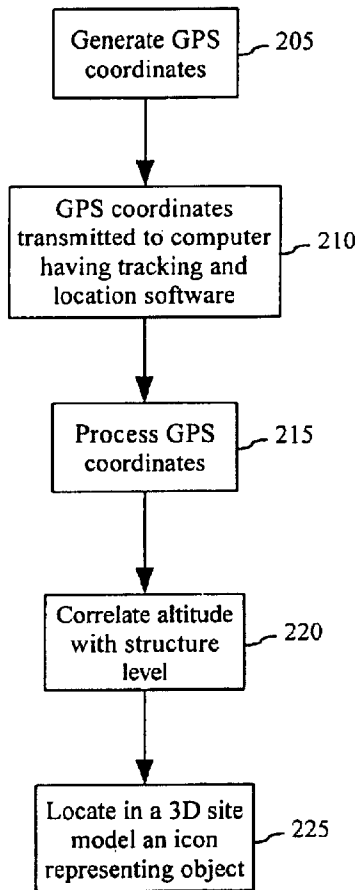 Generate GPS
coordinates
205
GPS coordinates
transmitted to computer
having tracking and
location software
210
Process GPS
coordinates
215
Correlate altitude
with structure
level
220
Locate in a 3D site
model an icon
representing object
225